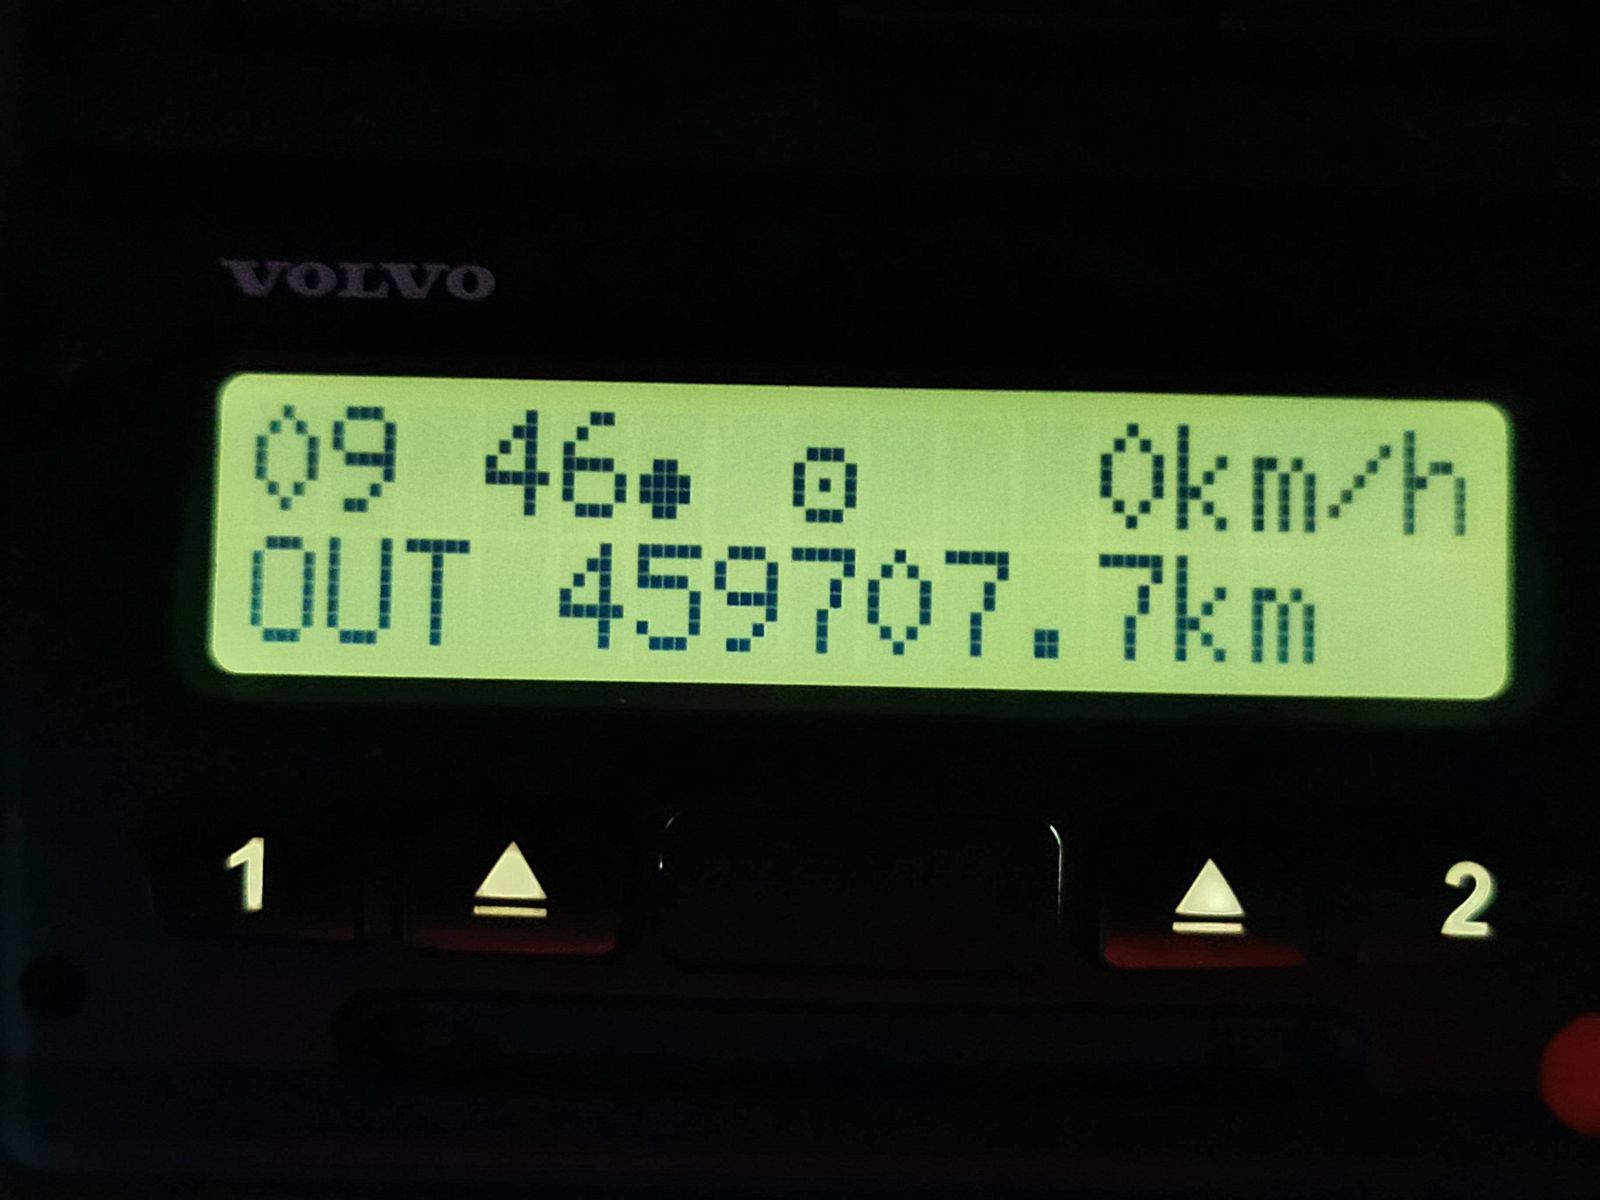 VOLVO
09 46● ⊙ 0km/h
OUT 459707.7km
1 ⏏ ⏏ 2